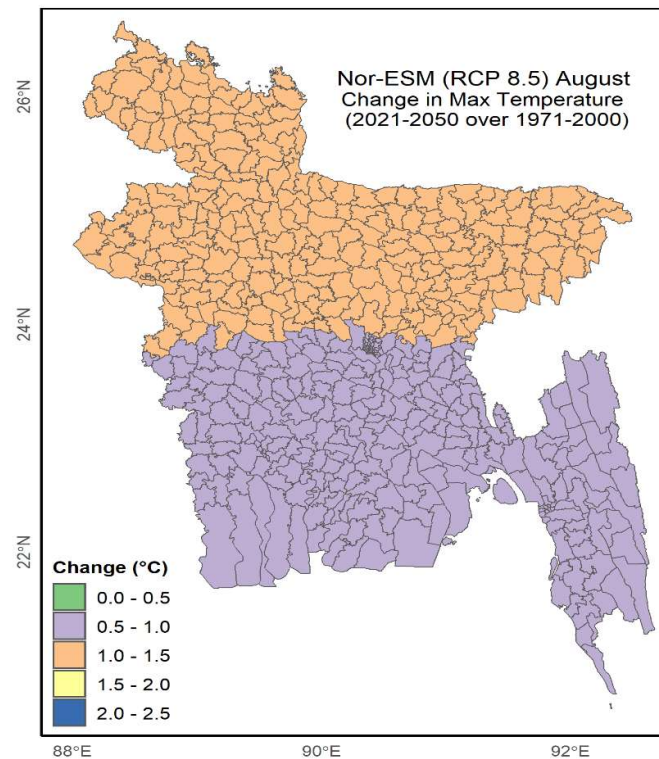 Nor-ESM (RCP 8.5) August
Change in Max Temperature
(2021-2050 over 1971-2000)
26°N
24°N
22°N
Change (°C)
0.0 - 0.5
0.5 - 1.0
1.0 - 1.5
1.5 - 2.0
2.0 - 2.5
88°E
90°E
92°E